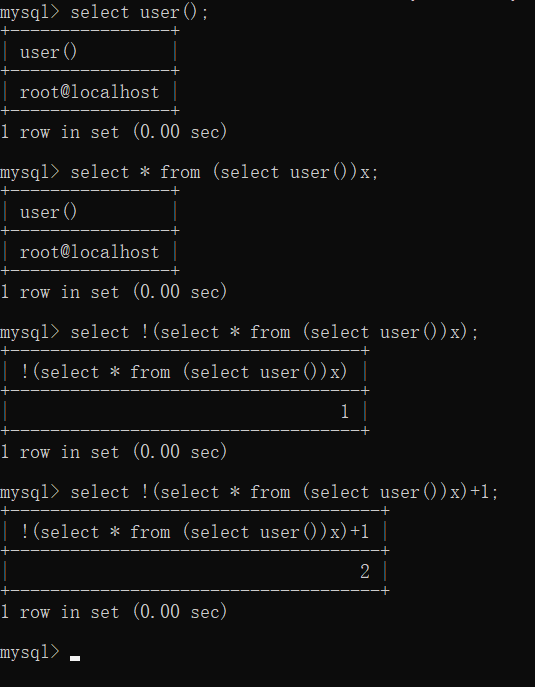 mysql> select user();
+----------------+
| user()         |
+----------------+
| root@localhost |
+----------------+
1 row in set (0.00 sec)
mysql> select * from (select user())x;
+----------------+
| user()         |
+----------------+
| root@localhost |
+----------------+
1 row in set (0.00 sec)
mysql> select !(select * from (select user())x);
+-----------------------------------+
| !(select * from (select user())x) |
+-----------------------------------+
|                                 1 |
+-----------------------------------+
1 row in set (0.00 sec)
mysql> select !(select * from (select user())x)+1;
+-------------------------------------+
| !(select * from (select user())x)+1 |
+-------------------------------------+
|                                   2 |
+-------------------------------------+
1 row in set (0.00 sec)
mysql>